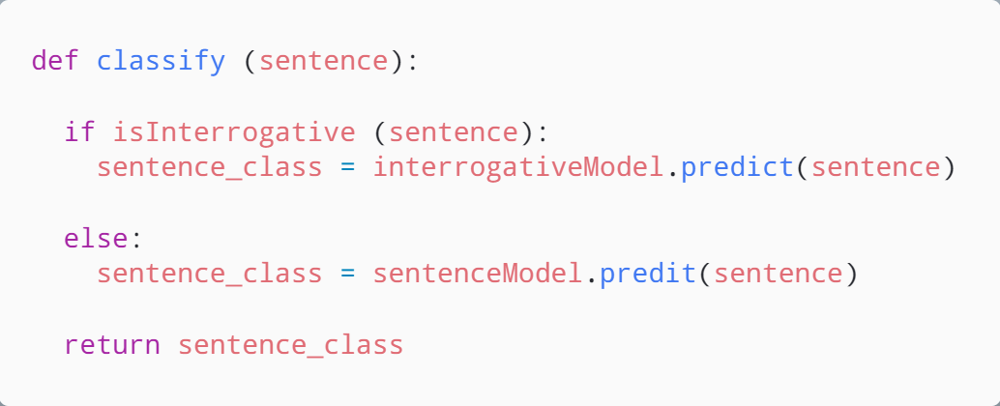 def classify (sentence):
if isInterrogative (sentence):
sentence_class = interrogativeModel.predict(sentence)
else:
sentence_class = sentenceModel.predit(sentence)
return sentence_class